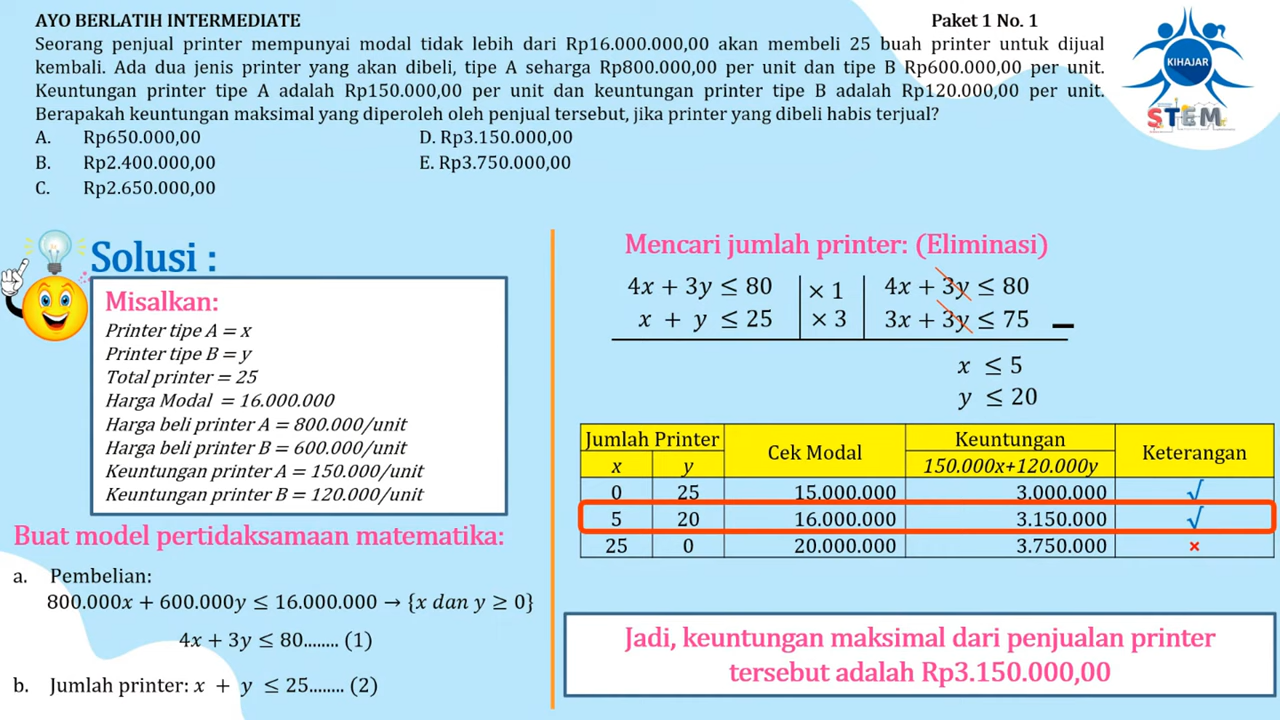 AYO BERLATIH INTERMEDIATE
Paket 1 No. 1
Seorang penjual printer mempunyai modal tidak lebih dari Rp16.000.000,00 akan membeli 25 buah printer untuk dijual
kembali. Ada dua jenis printer yang akan dibeli, tipe A seharga Rp800.000,00 per unit dan tipe B Rp600.000,00 per unit.
Keuntungan printer tipe A adalah Rp150.000,00 per unit dan keuntungan printer tipe B adalah Rp120.000,00 per unit.
Berapakah keuntungan maksimal yang diperoleh oleh penjual tersebut, jika printer yang dibeli habis terjual?
A. Rp650.000,00
B. Rp2.400.000,00
C. Rp2.650.000,00
D. Rp3.150.000,00
E. Rp3.750.000,00
KIHAJAR
STEM
Solusi :
Misalkan:
Printer tipe A = x
Printer tipe B = y
Total printer = 25
Harga Modal = 16.000.000
Harga beli printer A = 800.000/unit
Harga beli printer B = 600.000/unit
Keuntungan printer A = 150.000/unit
Keuntungan printer B = 120.000/unit
Buat model pertidaksamaan matematika:
a. Pembelian:
800.000x + 600.000y ≤ 16.000.000 → {x dan y ≥ 0}
4x + 3y ≤ 80........ (1)
b. Jumlah printer: x + y ≤ 25........ (2)
Mencari jumlah printer: (Eliminasi)
4x + 3y ≤ 80 | × 1 | 4x + 3y ≤ 80
x + y ≤ 25 | × 3 | 3x + 3y ≤ 75 −
x ≤ 5
y ≤ 20
Jumlah Printer Cek Modal Keuntungan Keterangan
x y 150.000x+120.000y
0 25 15.000.000 3.000.000 √
5 20 16.000.000 3.150.000 √
25 0 20.000.000 3.750.000 ×
Jadi, keuntungan maksimal dari penjualan printer
tersebut adalah Rp3.150.000,00